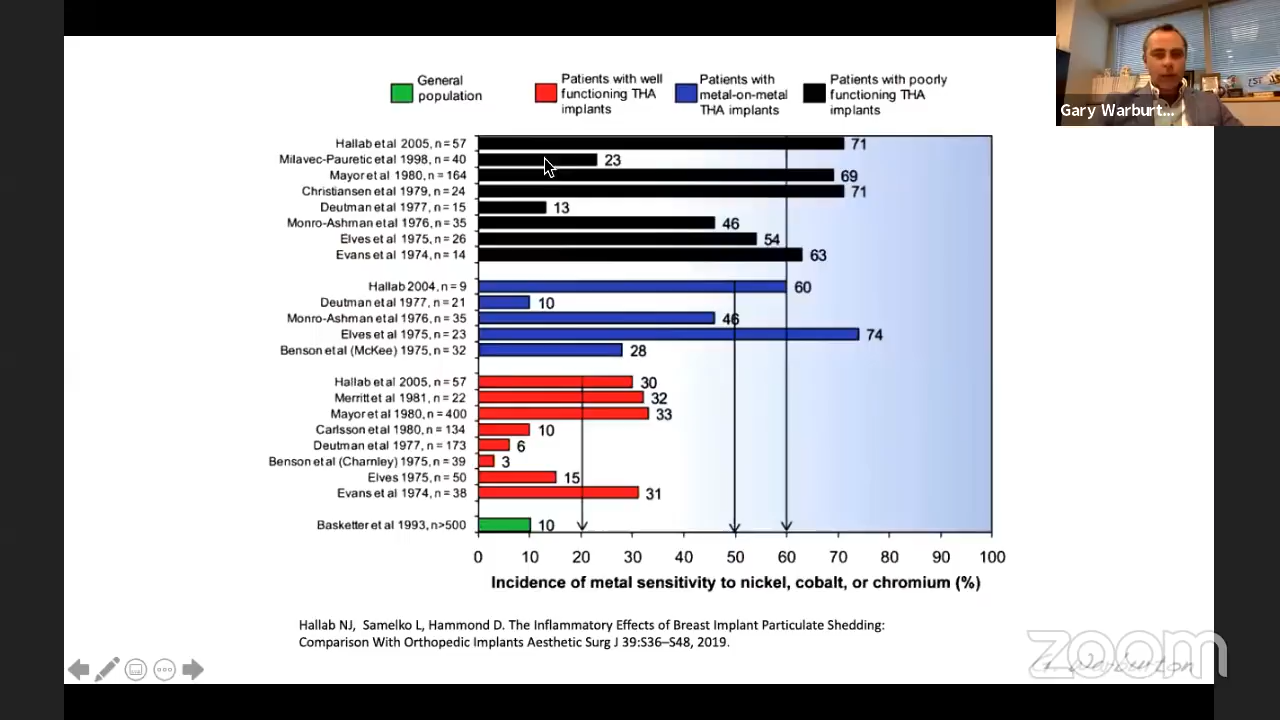 Gary Warburt...
General
population
Patients with well
functioning THA
implants
Patients with
metal-on-metal
THA implants
Patients with poorly
functioning THA
implants
Hallab et al 2005, n = 57 71
Milavec-Pauretic et al 1998, n = 40 23
Mayor et al 1980, n = 164 69
Christiansen et al 1979, n = 24 71
Deutman et al 1977, n = 15 13
Monro-Ashman et al 1976, n = 35 46
Elves et al 1975, n = 26 54
Evans et al 1974, n = 14 63
Hallab 2004, n = 9 60
Deutman et al 1977, n = 21 10
Monro-Ashman et al 1976, n = 35 46
Elves et al 1975, n = 23 74
Benson et al (McKee) 1975, n = 32 28
Hallab et al 2005, n = 57 30
Merritt et al 1981, n = 22 32
Mayor et al 1980, n = 400 33
Carlsson et al 1980, n = 134 10
Deutman et al 1977, n = 173 6
Benson et al (Charnley) 1975, n = 39 3
Elves 1975, n = 50 15
Evans et al 1974, n = 38 31
Basketter et al 1993, n>500 10
0 10 20 30 40 50 60 70 80 90 100
Incidence of metal sensitivity to nickel, cobalt, or chromium (%)
Hallab NJ, Samelko L, Hammond D. The Inflammatory Effects of Breast Implant Particulate Shedding:
Comparison With Orthopedic Implants Aesthetic Surg J 39:S36–S48, 2019.
zoom
G. Warburton